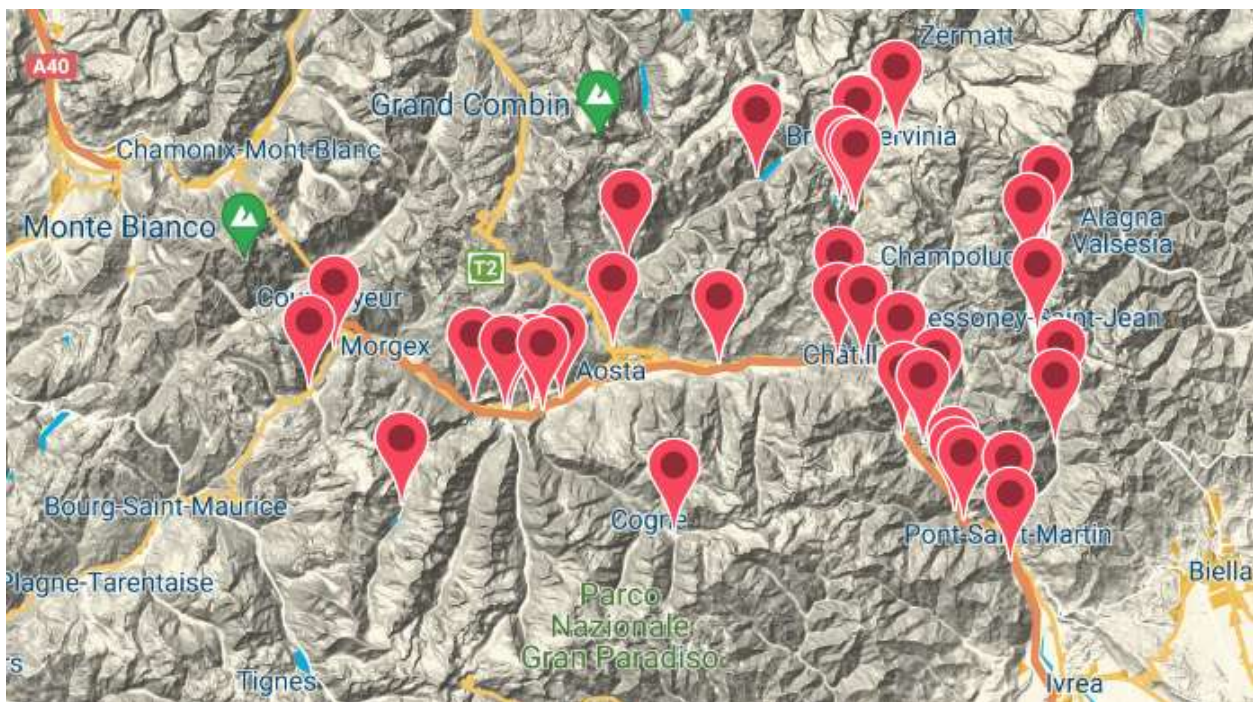 Zermatt
A40
Grand Combin
Chamonix-Mont-Blanc
Monte Bianco
Alagna
Valsesia
T2
Morgex
Aosta
Bourg-Saint-Maurice
Cogne
Pont-Saint-Martin
Biella
Plagne-Tarentaise
Parco
Nazionale
Gran Paradiso
Tignes
Ivrea